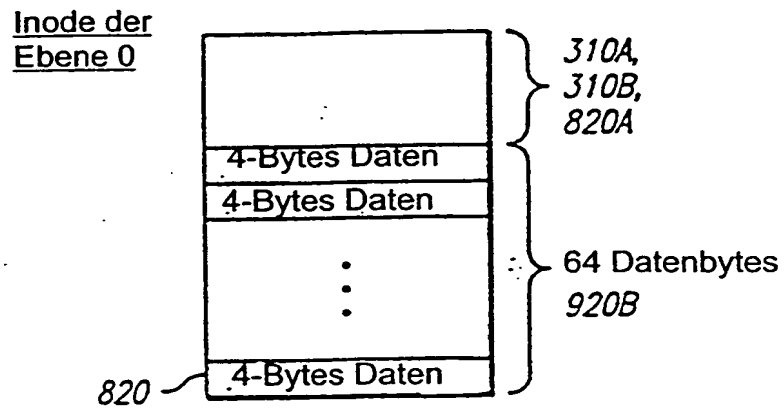 Inode der
Ebene 0
310A,
310B,
820A
4-Bytes Daten
4-Bytes Daten
64 Datenbytes
920B
820
4-Bytes Daten